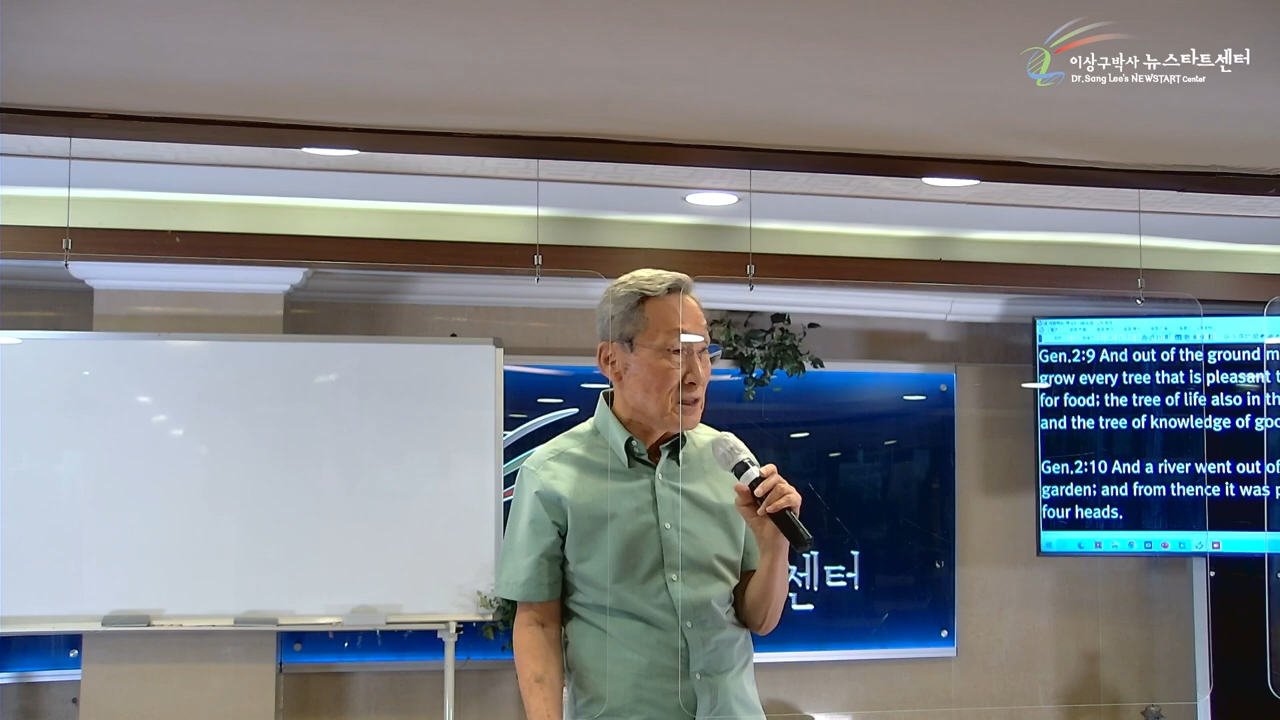 이상구박사 뉴스타트센터
Dr. Sang Lee's NEWSTART Center
Gen.2:9 And out of the ground m
grow every tree that is pleasant t
for food; the tree of life also in th
and the tree of knowledge of goo
Gen.2:10 And a river went out of
garden; and from thence it was p
four heads.
센터